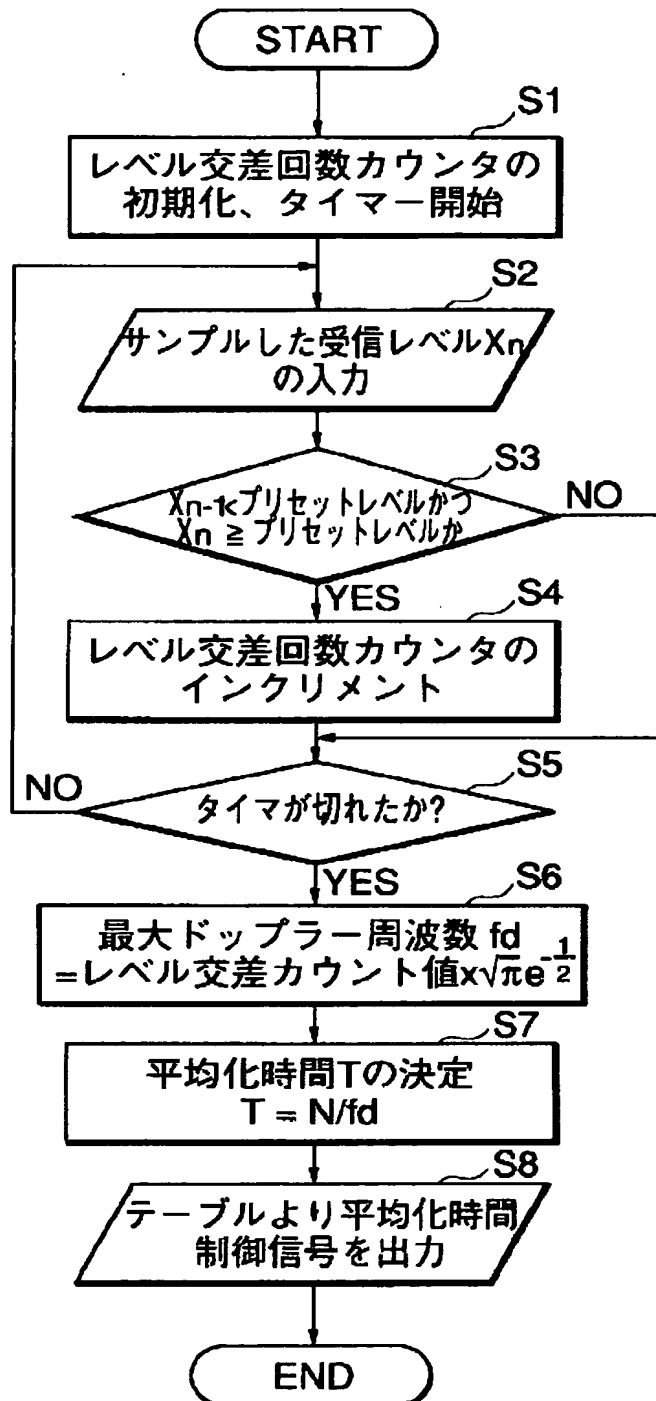 START
S1
レベル交差回数カウンタの
初期化、タイマー開始
S2
サンプルした受信レベルXn
の入力
S3
Xn-1<プリセットレベルかつ
Xn ≧プリセットレベルか
NO
YES
S4
レベル交差回数カウンタの
インクリメント
S5
タイマが切れたか?
NO
YES
S6
最大ドップラー周波数 fd
=レベル交差カウント値x√πe^-1/2
S7
平均化時間Tの決定
T = N/fd
S8
テーブルより平均化時間
制御信号を出力
END